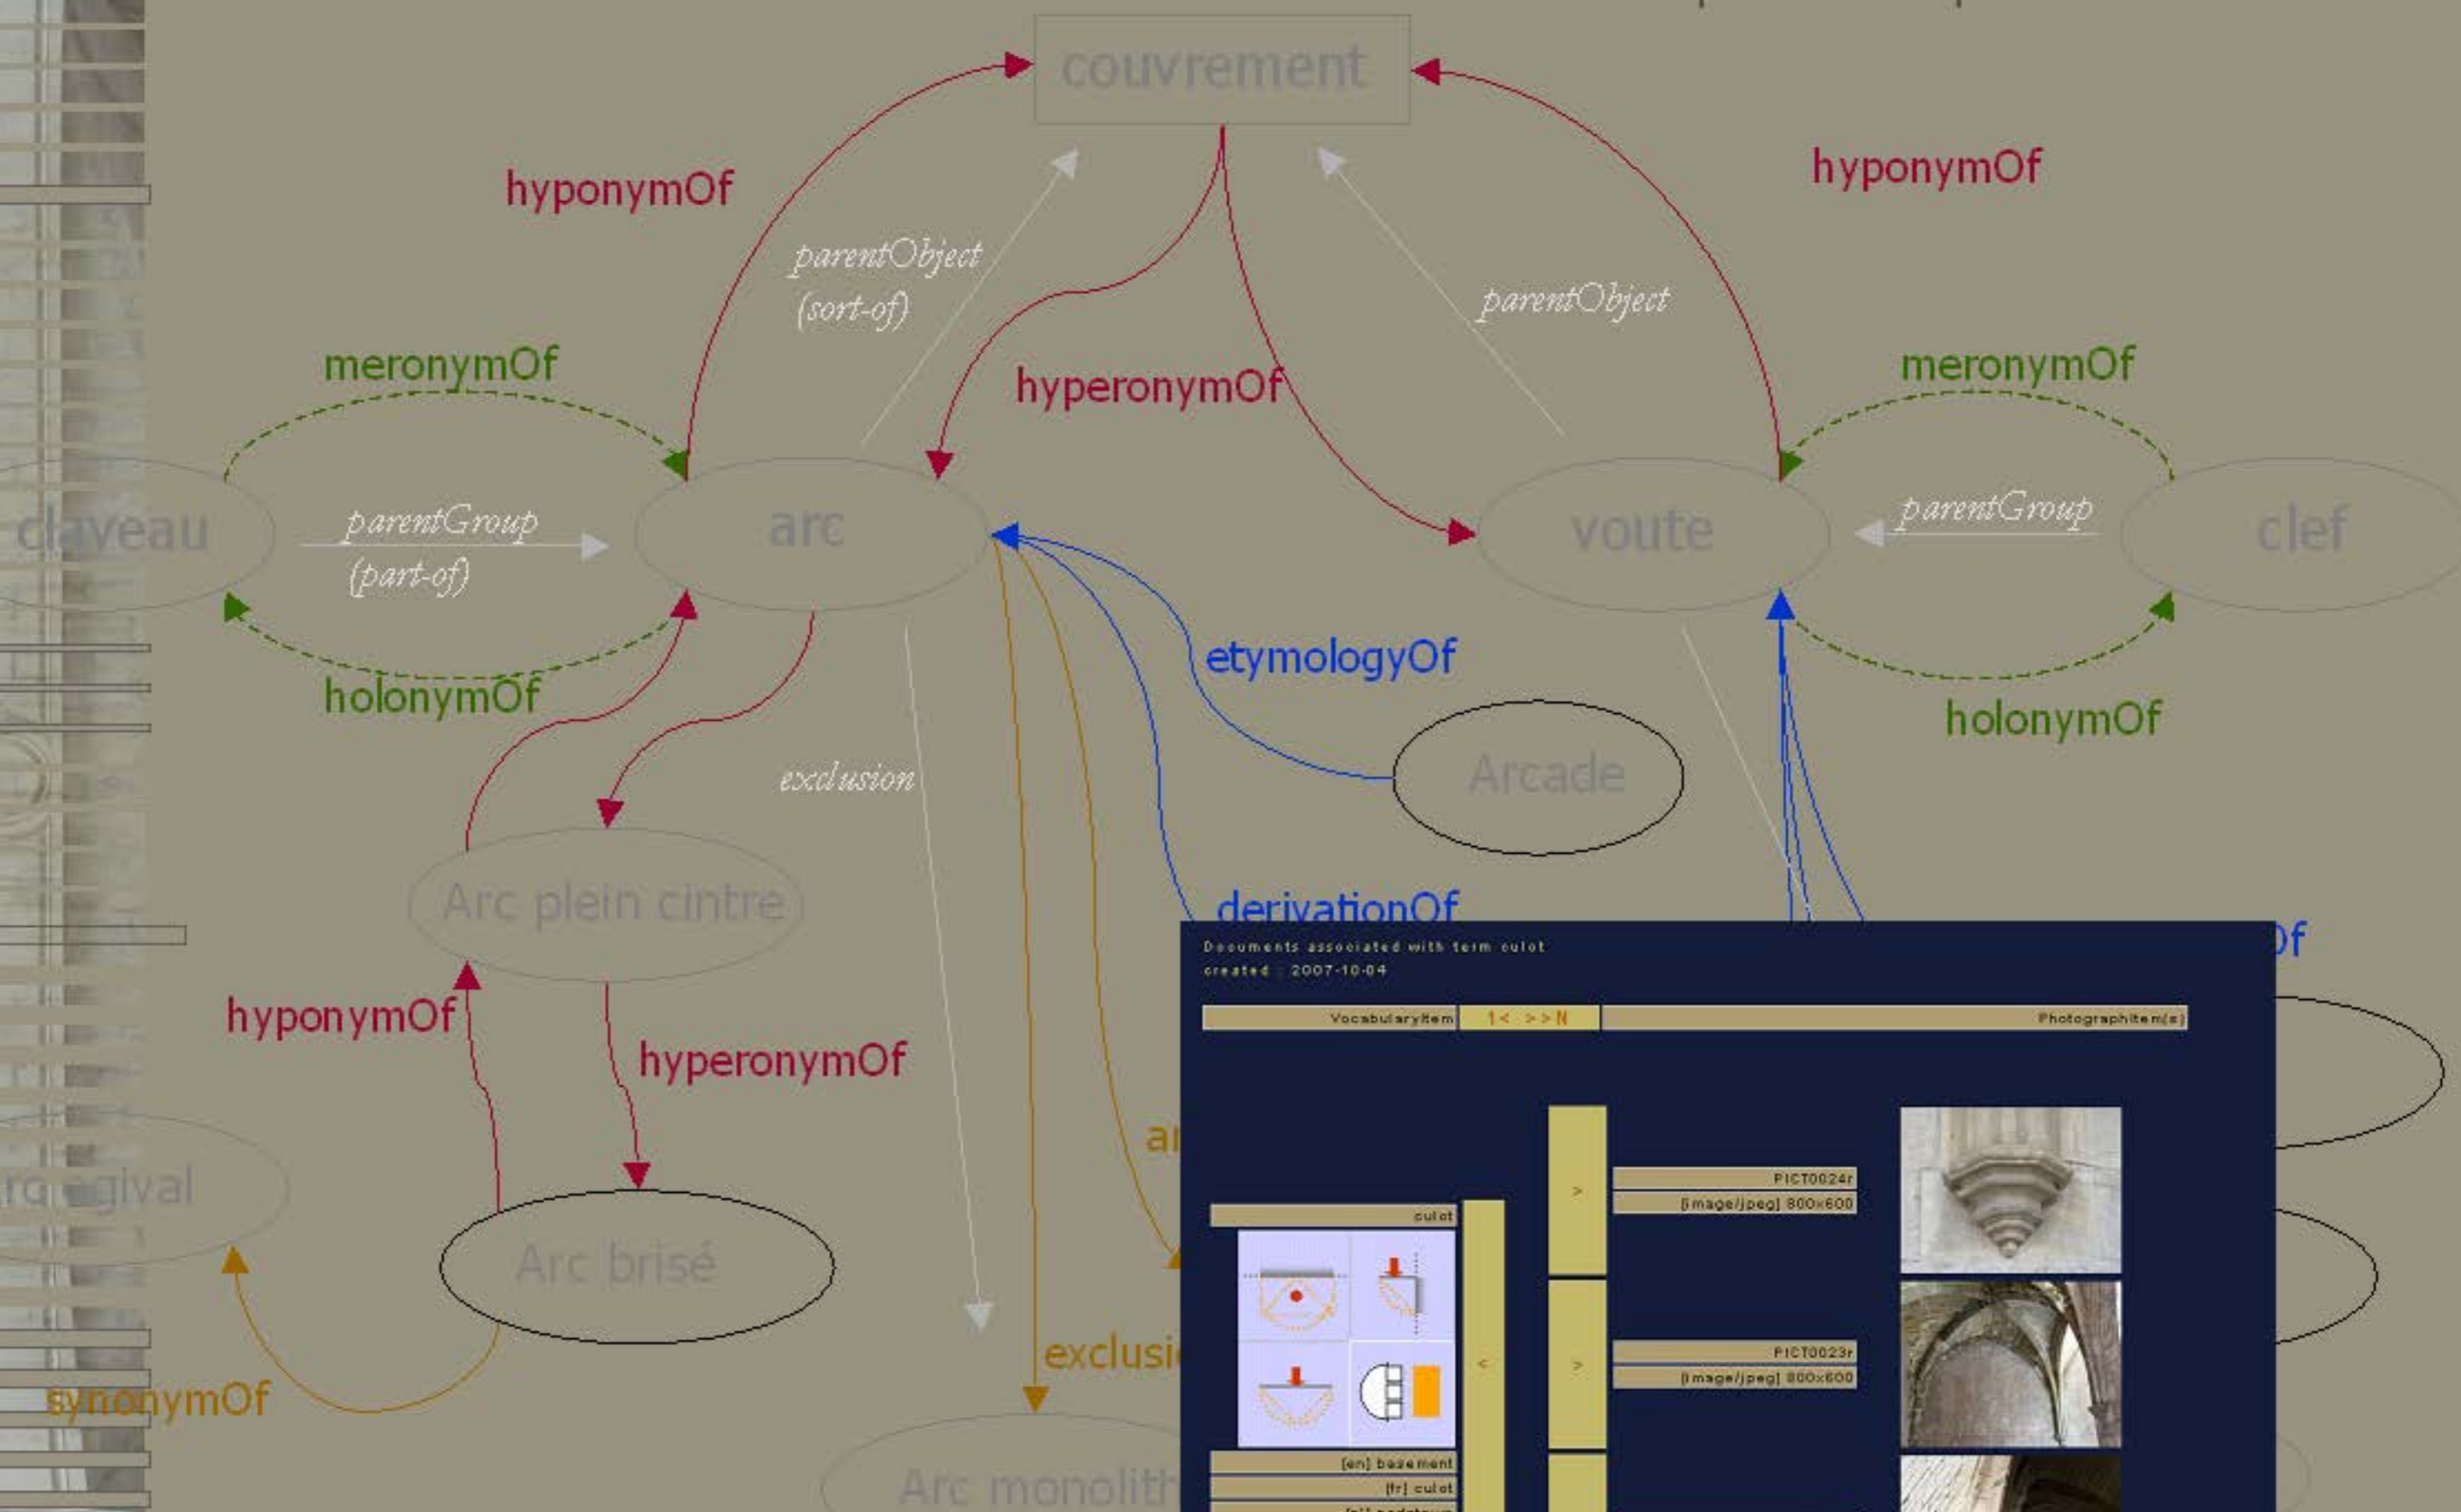 couvrement
hyponymOf
hyponymOf
parentObject
(sort-of)
parentObject
meronymOf
hyperonymOf
meronymOf
claveau
parentGroup
(part-of)
arc
voute
parentGroup
clef
holonymOf
etymologyOf
holonymOf
exclusion
Arcade
Arc plein cintre
derivationOf
Of
Documents associated with term culot
created : 2007-10-04
hyponymOf
VocabularyItem
1< >>N
PhotographItem(s)
hyperonymOf
PICT0024r
[image/jpeg] 800x600
culot
>
Arc brisé
PICT0023r
[image/jpeg] 800x600
<
>
synonymOf
[en] basement
[fr] culot